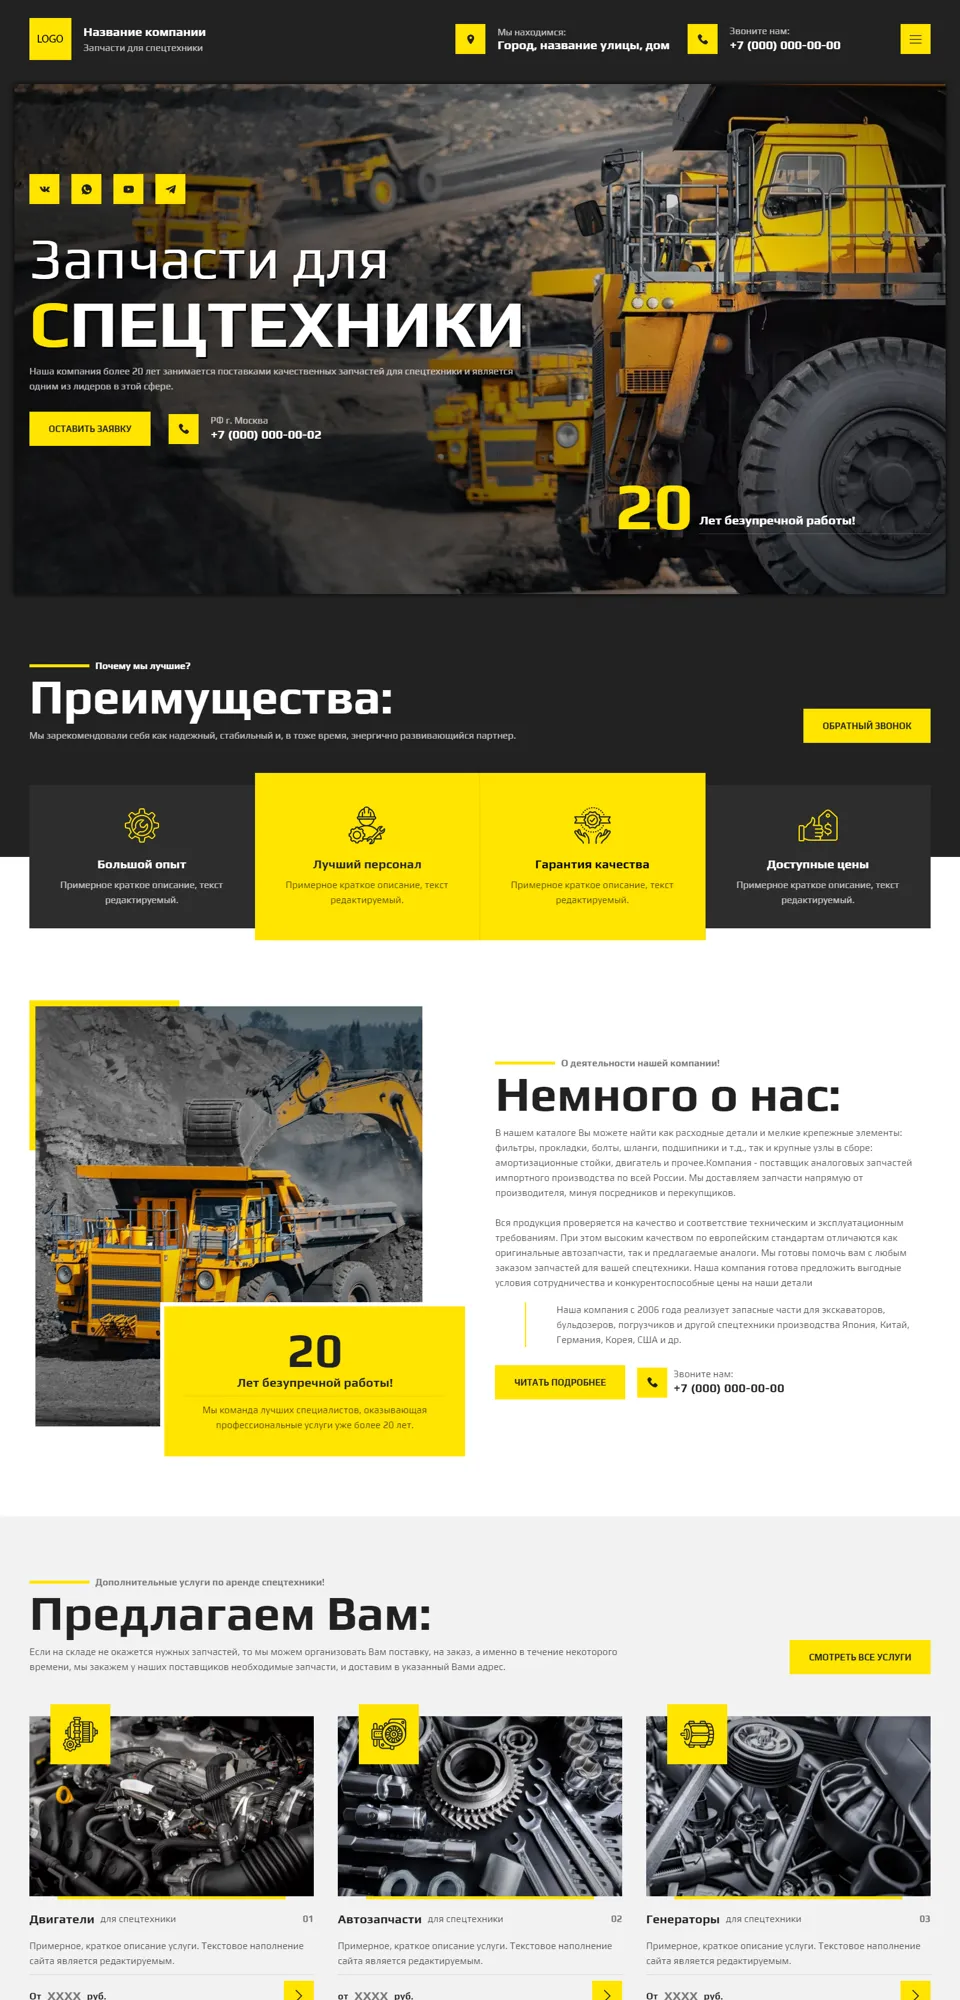 LOGO
Название компании
Запчасти для спецтехники
Мы находимся:
Город, название улицы, дом
Звоните нам:
+7 (000) 000-00-00
Запчасти для
СПЕЦТЕХНИКИ
Наша компания более 20 лет занимается поставками качественных запчастей для спецтехники и является
одним из лидеров в этой сфере.
ОСТАВИТЬ ЗАЯВКУ
РФ г. Москва
+7 (000) 000-00-02
20 Лет безупречной работы!
Почему мы лучшие?
Преимущества:
Мы зарекомендовали себя как надежный, стабильный и, в тоже время, энергично развивающийся партнер.
ОБРАТНЫЙ ЗВОНОК
Большой опыт
Примерное краткое описание, текст
редактируемый.
Лучший персонал
Примерное краткое описание, текст
редактируемый.
Гарантия качества
Примерное краткое описание, текст
редактируемый.
Доступные цены
Примерное краткое описание, текст
редактируемый.
20
Лет безупречной работы!
Мы команда лучших специалистов, оказывающая
профессиональные услуги уже более 20 лет.
О деятельности нашей компании!
Немного о нас:
В нашем каталоге Вы можете найти как расходные детали и мелкие крепежные элементы:
фильтры, прокладки, болты, шланги, подшипники и т.д., так и крупные узлы в сборе:
амортизационные стойки, двигатель и прочее.Компания - поставщик аналоговых запчастей
импортного производства по всей России. Мы доставляем запчасти напрямую от
производителя, минуя посредников и перекупщиков.
Вся продукция проверяется на качество и соответствие техническим и эксплуатационным
требованиям. При этом высоким качеством по европейским стандартам отличаются как
оригинальные автозапчасти, так и предлагаемые аналоги. Мы готовы помочь вам с любым
заказом запчастей для вашей спецтехники. Наша компания готова предложить выгодные
условия сотрудничества и конкурентоспособные цены на наши детали
Наша компания с 2006 года реализует запасные части для экскаваторов,
бульдозеров, погрузчиков и другой спецтехники производства Япония, Китай,
Германия, Корея, США и др.
ЧИТАТЬ ПОДРОБНЕЕ
Звоните нам:
+7 (000) 000-00-00
Дополнительные услуги по аренде спецтехники!
Предлагаем Вам:
Если на складе не окажется нужных запчастей, то мы можем организовать Вам поставку, на заказ, а именно в течение некоторого
времени, мы закажем у наших поставщиков необходимые запчасти, и доставим в указанный Вами адрес.
СМОТРЕТЬ ВСЕ УСЛУГИ
Двигатели для спецтехники 01
Примерное, краткое описание услуги. Текстовое наполнение
сайта является редактируемым.
От XXXX руб.
Автозапчасти для спецтехники 02
Примерное, краткое описание услуги. Текстовое наполнение
сайта является редактируемым.
от XXXX руб.
Генераторы для спецтехники 03
Примерное, краткое описание услуги. Текстовое наполнение
сайта является редактируемым.
От XXXX руб.